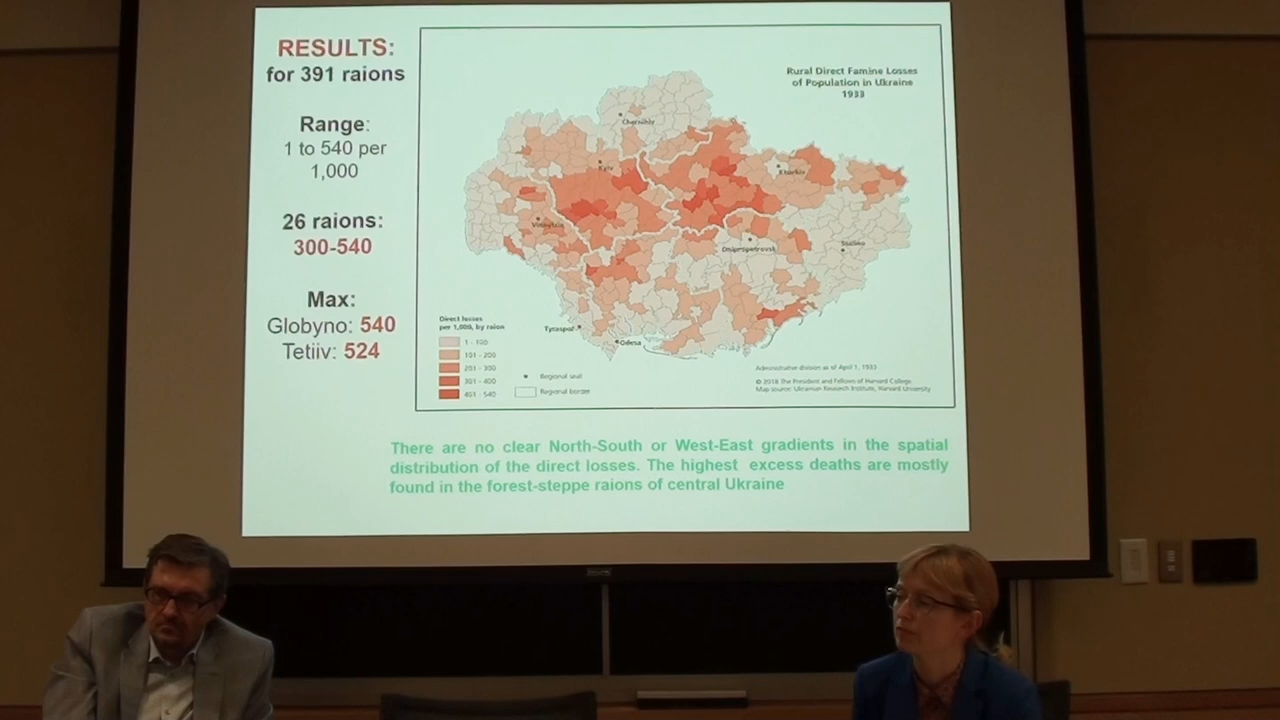 RESULTS:
for 391 raions
Range:
1 to 540 per
1,000
26 raions:
300-540
Max:
Globyno: 540
Tetiiv: 524
Rural Direct Famine Losses
of Population in Ukraine
1933
Chernihiv
Kyiv
Kharkiv
Vinnytsia
Dnipropetrovsk
Stalino
Tyraspol
Odesa
Direct losses
per 1,000, by raion
1 - 100
101 - 200
201 - 300
301 - 400
401 - 540
Regional seat
Regional border
Administrative division as of April 1, 1933
© 2018 The President and Fellows of Harvard College.
Map source: Ukrainian Research Institute, Harvard University
There are no clear North-South or West-East gradients in the spatial
distribution of the direct losses. The highest excess deaths are mostly
found in the forest-steppe raions of central Ukraine